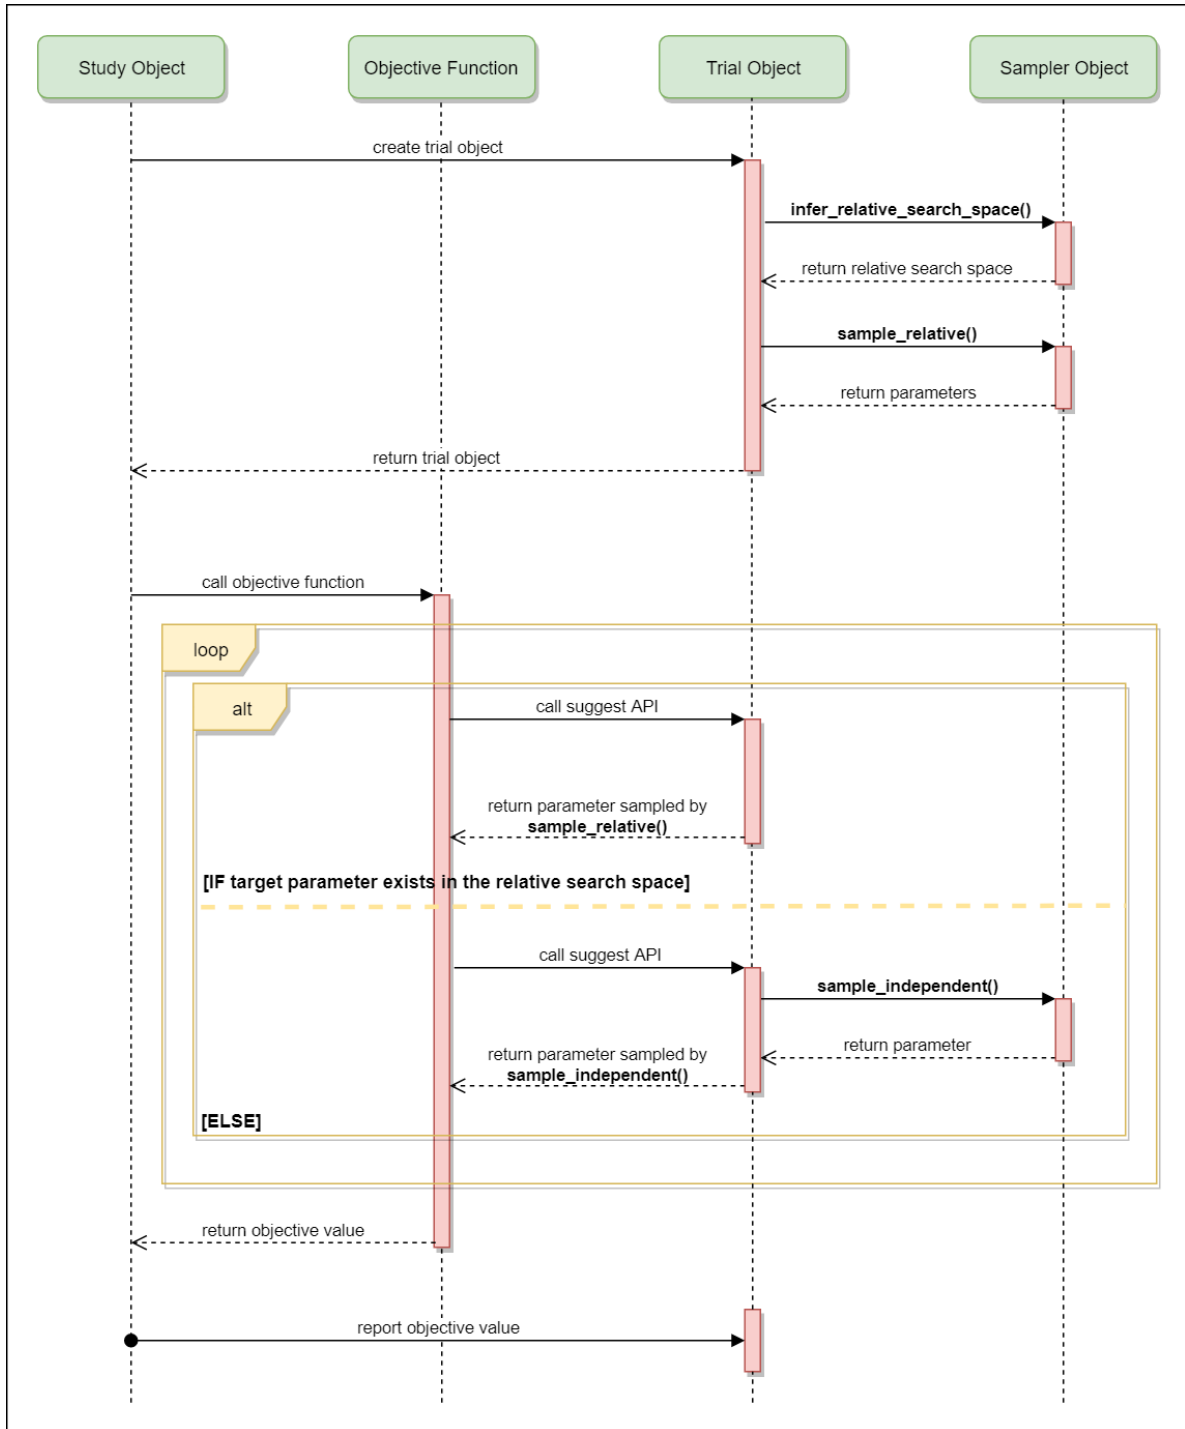 Study Object
Objective Function
Trial Object
Sampler Object
create trial object
infer_relative_search_space()
return relative search space
sample_relative()
return parameters
return trial object
call objective function
loop
alt
call suggest API
return parameter sampled by
sample_relative()
[IF target parameter exists in the relative search space]
call suggest API
sample_independent()
return parameter
return parameter sampled by
sample_independent()
[ELSE]
return objective value
report objective value